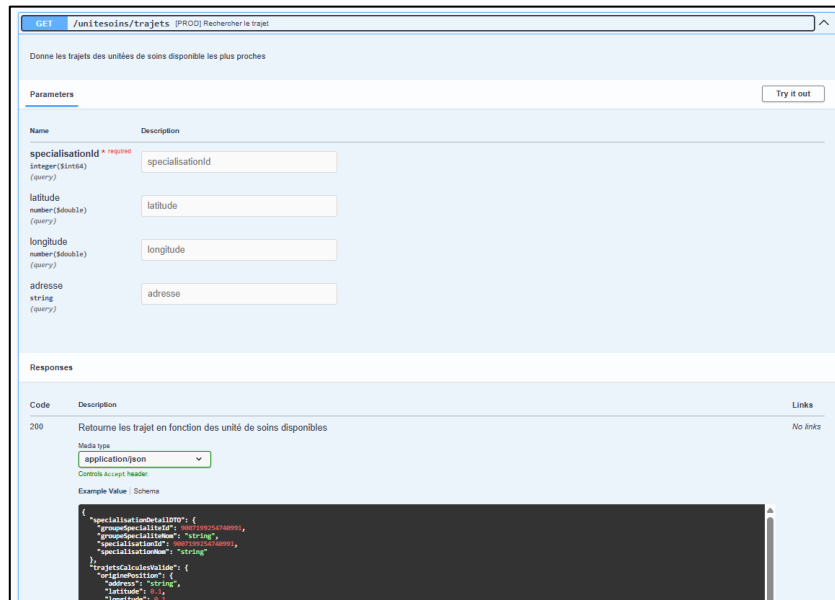 GET /unitesoins/trajets [PROD] Rechercher le trajet
Donne les trajets des unitées de soins disponible les plus proches
Parameters
Try it out
Name Description
specialisationId * required
integer($int64)
(query)
specialisationId
latitude
number($double)
(query)
latitude
longitude
number($double)
(query)
longitude
adresse
string
(query)
adresse
Responses
Code Description Links
200 Retourne les trajet en fonction des unité de soins disponibles No links
Media type
application/json
Controls Accept header.
Example Value | Schema
{
"specialisationDetailDTO": {
"groupeSpecialiteId": 9007199254740991,
"groupeSpecialiteNom": "string",
"specialisationId": 9007199254740991,
"specialisationNom": "string"
},
"trajetsCalculesValide": {
"originePosition": {
"address": "string",
"latitude": 0.1,
"longitude": 0.1